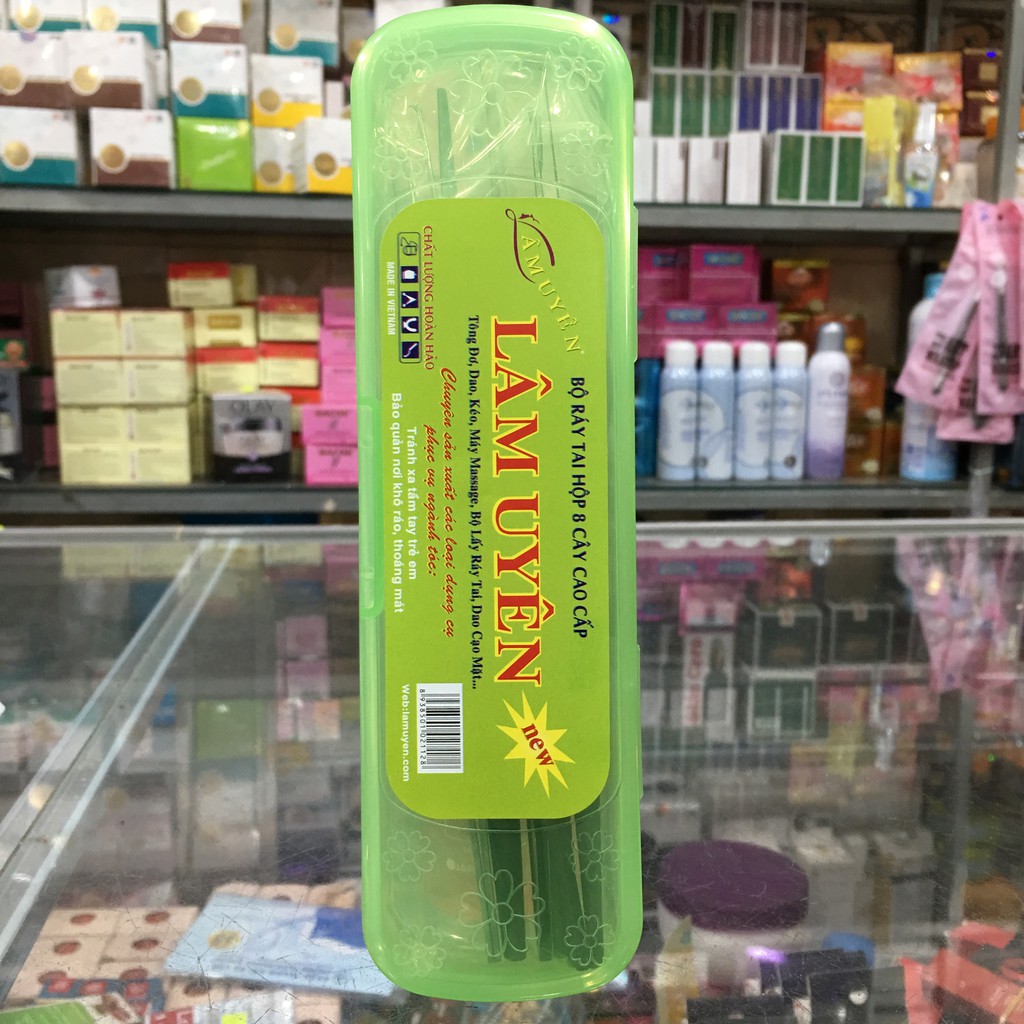 LÂM UYÊN
BỘ RÁY TAI HỘP 8 CÂY CAO CẤP
LÂM UYÊN
new
Tông Đơ, Dao, Kéo, Máy Massage, Bộ Lấy Ráy Tai, Dao Cạo Mặt...
Chuyên sản xuất các loại dụng cụ
phục vụ ngành tóc:
CHẤT LƯỢNG HOÀN HẢO
MADE IN VIETNAM
Tránh xa tầm tay trẻ em
Bảo quản nơi khô ráo, thoáng mát
8938501021128
Web:lamuyen.com
OLAY